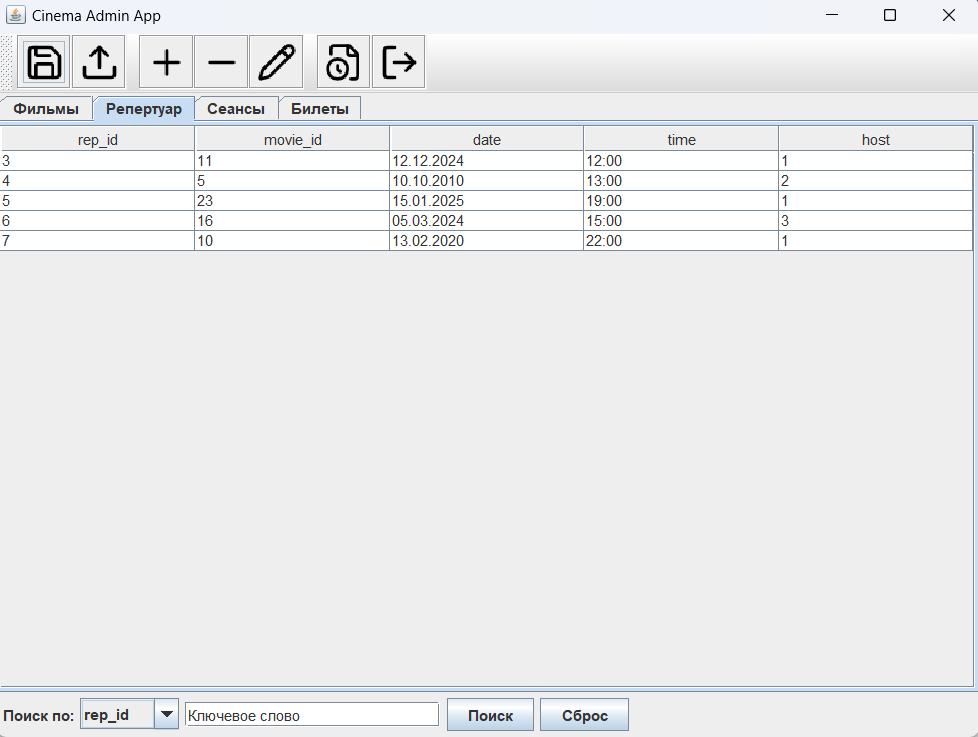 Cinema Admin App
Фильмы Репертуар Сеансы Билеты
rep_id movie_id date time host
3 11 12.12.2024 12:00 1
4 5 10.10.2010 13:00 2
5 23 15.01.2025 19:00 1
6 16 05.03.2024 15:00 3
7 10 13.02.2020 22:00 1
Поиск по: rep_id Ключевое слово Поиск Сброс